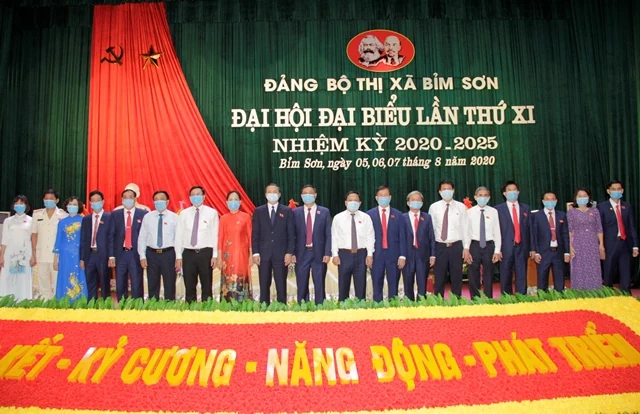 ĐẢNG BỘ THỊ XÃ BỈM SƠN
ĐẠI HỘI ĐẠI BIỂU LẦN THỨ XI
NHIỆM KỲ 2020-2025
Bỉm Sơn, ngày 05,06,07 tháng 8 năm 2020
KẾT - KỶ CƯƠNG - NĂNG ĐỘNG - PHÁT TRIỂN